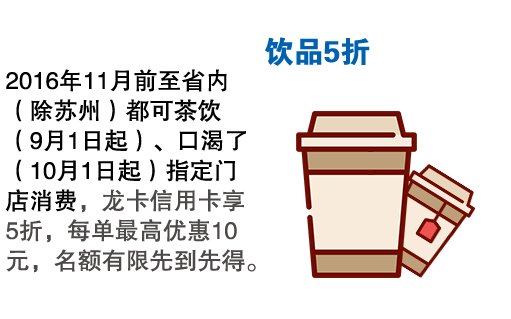 饮品5折
2016年11月前至省内
（除苏州）都可茶饮
（9月1日起）、口渴了
（10月1日起）指定门
店消费，龙卡信用卡享
5折，每单最高优惠10
元，名额有限先到先得。